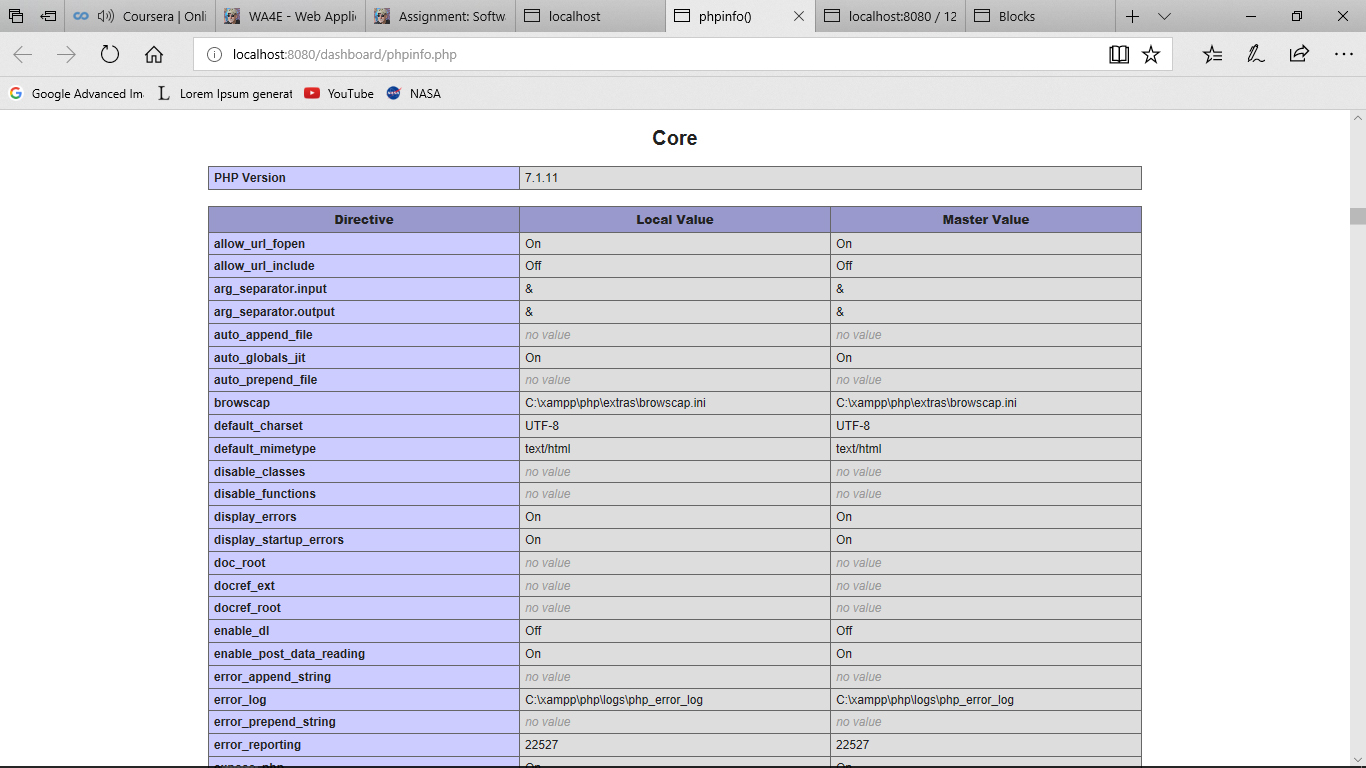 Coursera | Onli
WA4E - Web Applic
Assignment: Softw
localhost
phpinfo()
localhost:8080 / 12
Blocks
localhost:8080/dashboard/phpinfo.php
Google Advanced Im
Lorem Ipsum generat
YouTube
NASA
Core
PHP Version 7.1.11
Directive Local Value Master Value
allow_url_fopen On On
allow_url_include Off Off
arg_separator.input & &
arg_separator.output & &
auto_append_file no value no value
auto_globals_jit On On
auto_prepend_file no value no value
browscap C:\xampp\php\extras\browscap.ini C:\xampp\php\extras\browscap.ini
default_charset UTF-8 UTF-8
default_mimetype text/html text/html
disable_classes no value no value
disable_functions no value no value
display_errors On On
display_startup_errors On On
doc_root no value no value
docref_ext no value no value
docref_root no value no value
enable_dl Off Off
enable_post_data_reading On On
error_append_string no value no value
error_log C:\xampp\php\logs\php_error_log C:\xampp\php\logs\php_error_log
error_prepend_string no value no value
error_reporting 22527 22527